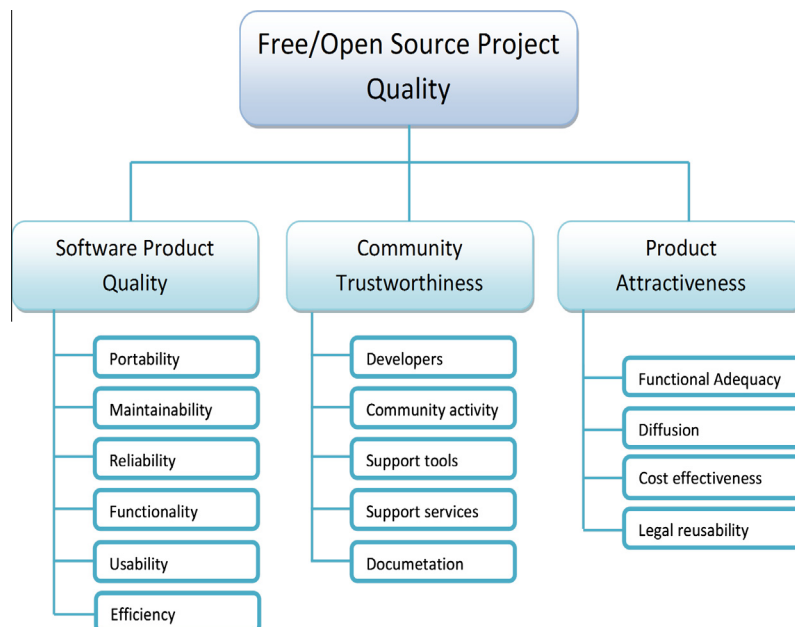 Free/Open Source Project
Quality
Software Product
Quality
Portability
Maintainability
Reliability
Functionality
Usability
Efficiency
Community
Trustworthiness
Developers
Community activity
Support tools
Support services
Documetation
Product
Attractiveness
Functional Adequacy
Diffusion
Cost effectiveness
Legal reusability